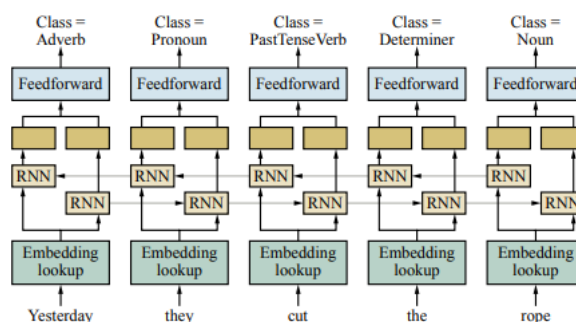 Class = Class = Class = Class = Class =
Adverb Pronoun PastTenseVerb Determiner Noun
Feedforward Feedforward Feedforward Feedforward Feedforward
RNN RNN RNN RNN RNN
RNN RNN RNN RNN RNN
Embedding Embedding Embedding Embedding Embedding
lookup lookup lookup lookup lookup
Yesterday they cut the rope